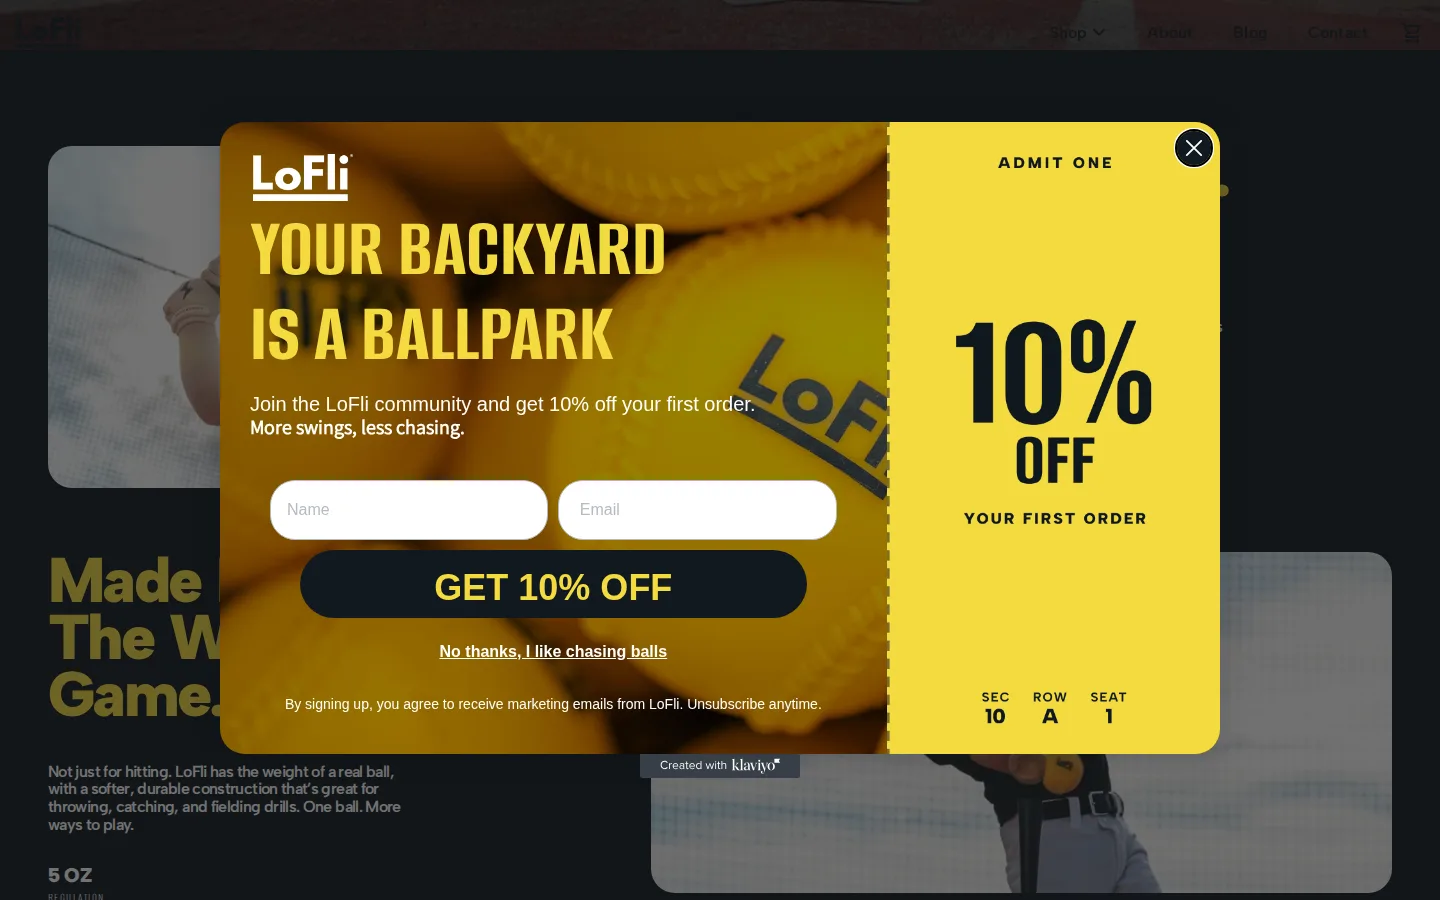 LoFli
Shop
About
Blog
Contact
LoFli
YOUR BACKYARD
IS A BALLPARK
Join the LoFli community and get 10% off your first order.
More swings, less chasing.
Name
Email
GET 10% OFF
No thanks, I like chasing balls
By signing up, you agree to receive marketing emails from LoFli. Unsubscribe anytime.
ADMIT ONE
10%
OFF
YOUR FIRST ORDER
SEC ROW SEAT
10 A 1
Created with klaviyo
Made
The W
Game.
Not just for hitting. LoFli has the weight of a real ball,
with a softer, durable construction that's great for
throwing, catching, and fielding drills. One ball. More
ways to play.
5 OZ
REGULATION